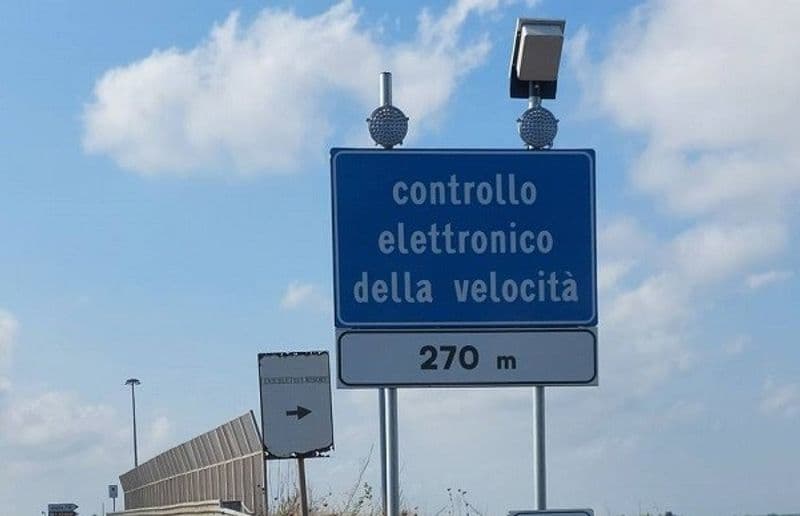 controllo
elettronico
della velocità
270 m